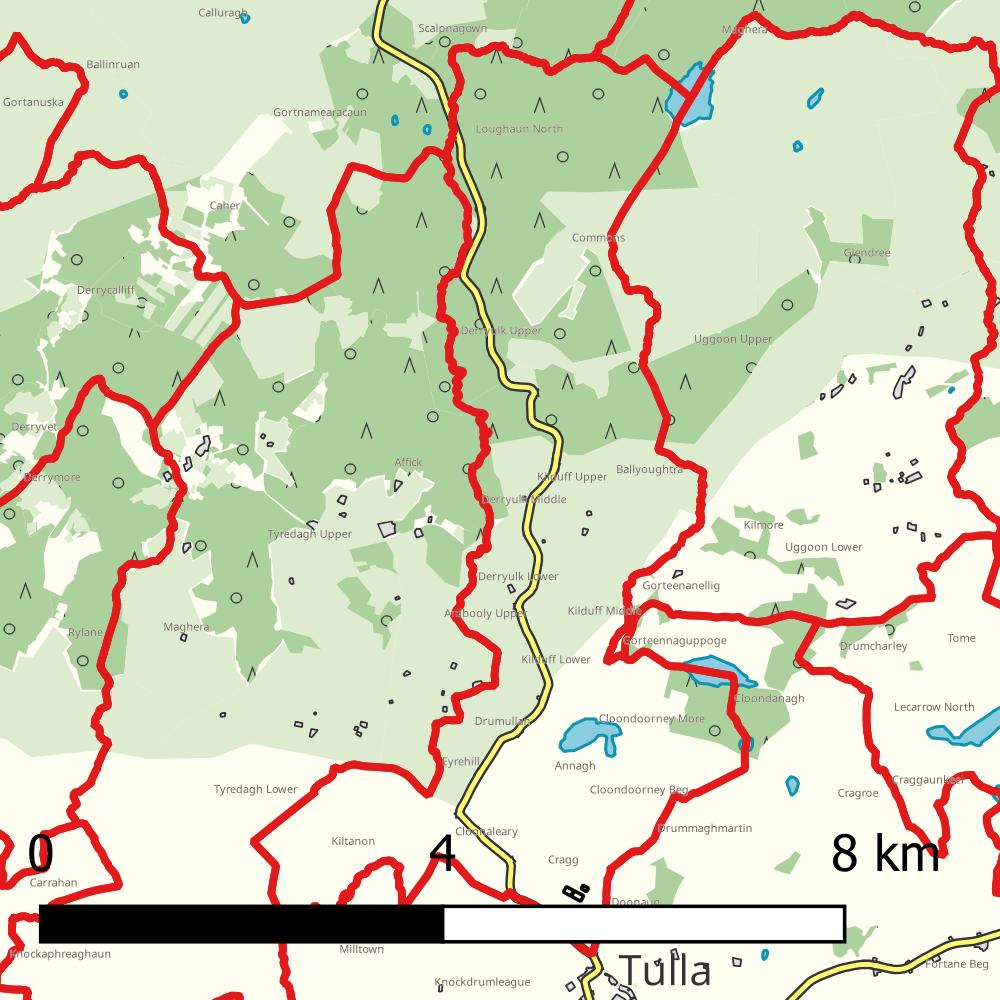 Calluragh
Scalpnagown
Maghera
Ballinruan
Gortanuska
Gortnamearacaun
Loughaun North
Caher
Commons
Glendree
Derrycalliff
Derryulk Upper
Uggoon Upper
Derryvet
Affick
Ballyoughtra
Derrymore
Kilduff Upper
Derryulk Middle
Kilmore
Tyredagh Upper
Uggoon Lower
Derryulk Lower
Gorteenanellig
Ardbooly Upper
Kilduff Middle
Maghera
Rylane
Gorteennaguppoge
Tome
Drumcharley
Kilduff Lower
Cloondanagh
Lecarrow North
Drumullan
Cloondoorney More
Eyrehill
Annagh
Craggaunkeel
Tyredagh Lower
Cloondoorney Beg
Cragroe
Cloonaleary
Drummaghmartin
Kiltanon
0
4
8 km
Cragg
Carrahan
Doonaun
Knockaphreaghaun
Milltown
Fortane Beg
Tulla
Knockdrumleague